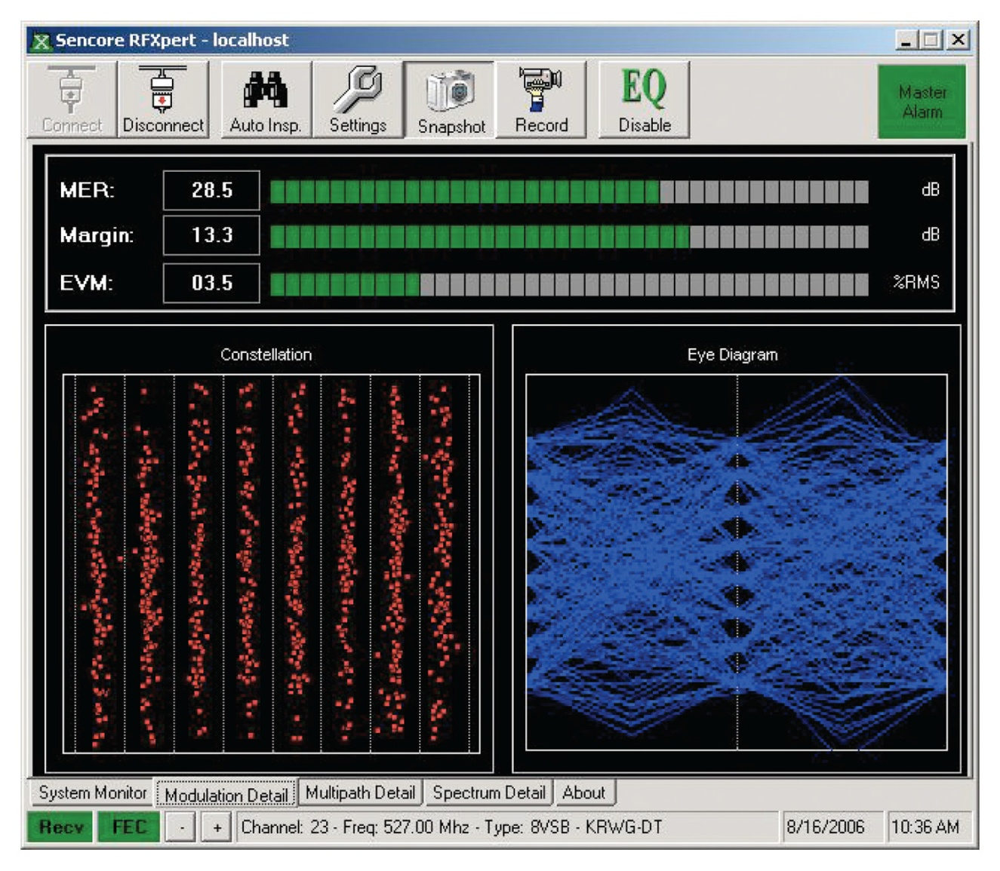 Sencore RFXpert - localhost
Connect Disconnect Auto Insp. Settings Snapshot Record EQ Disable
Master
Alarm
MER: 28.5 dB
Margin: 13.3 dB
EVM: 03.5 %RMS
Constellation
Eye Diagram
System Monitor Modulation Detail Multipath Detail Spectrum Detail About
Recv FEC - + Channel: 23 - Freq: 527.00 Mhz - Type: 8VSB - KRWG-DT 8/16/2006 10:36 AM